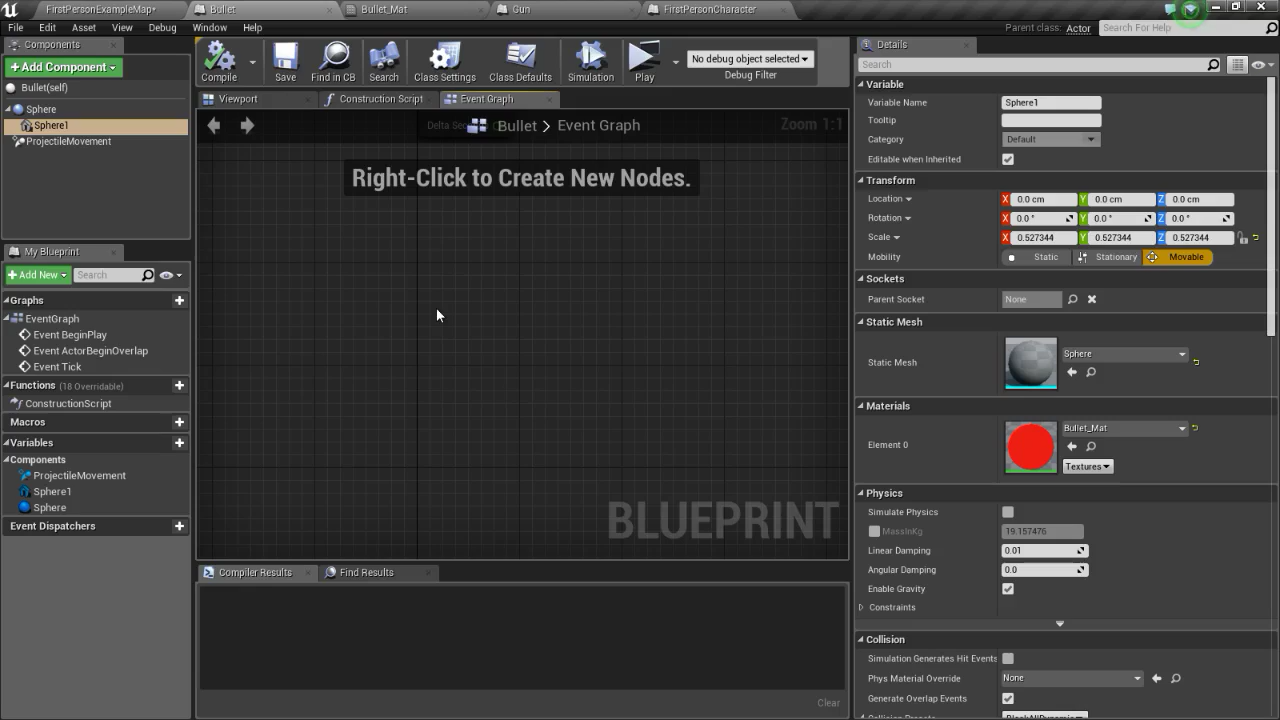 FirstPersonExampleMap*
Bullet
Bullet_Mat
Gun
FirstPersonCharacter
File Edit Asset View Debug Window Help
Parent class: Actor
Search For Help
Components
+ Add Component
Bullet(self)
Sphere
Sphere1
ProjectileMovement
Compile
Save
Find in CB
Search
Class Settings
Class Defaults
Simulation
Play
No debug object selected
Debug Filter
Viewport
Construction Script
Event Graph
Bullet > Event Graph
Zoom 1:1
Right-Click to Create New Nodes.
BLUEPRINT
My Blueprint
+ Add New
Search
Graphs
EventGraph
Event BeginPlay
Event ActorBeginOverlap
Event Tick
Functions (18 Overridable)
ConstructionScript
Macros
Variables
Components
ProjectileMovement
Sphere1
Sphere
Event Dispatchers
Compiler Results
Find Results
Clear
Details
Search
Variable
Variable Name Sphere1
Tooltip
Category Default
Editable when Inherited
Transform
Location X 0.0 cm Y 0.0 cm Z 0.0 cm
Rotation X 0.0 ° Y 0.0 ° Z 0.0 °
Scale X 0.527344 Y 0.527344 Z 0.527344
Mobility Static Stationary Movable
Sockets
Parent Socket None
Static Mesh
Static Mesh Sphere
Materials
Element 0 Bullet_Mat
Textures
Physics
Simulate Physics
MassInKg 19.157476
Linear Damping 0.01
Angular Damping 0.0
Enable Gravity
Constraints
Collision
Simulation Generates Hit Events
Phys Material Override None
Generate Overlap Events